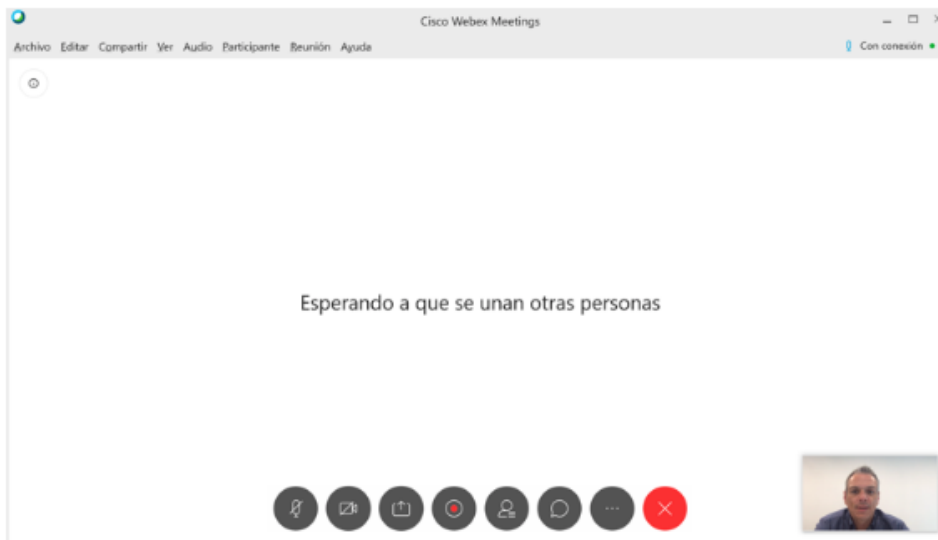 Cisco Webex Meetings
Archivo Editar Compartir Ver Audio Participante Reunión Ayuda
Con conexión
Esperando a que se unan otras personas